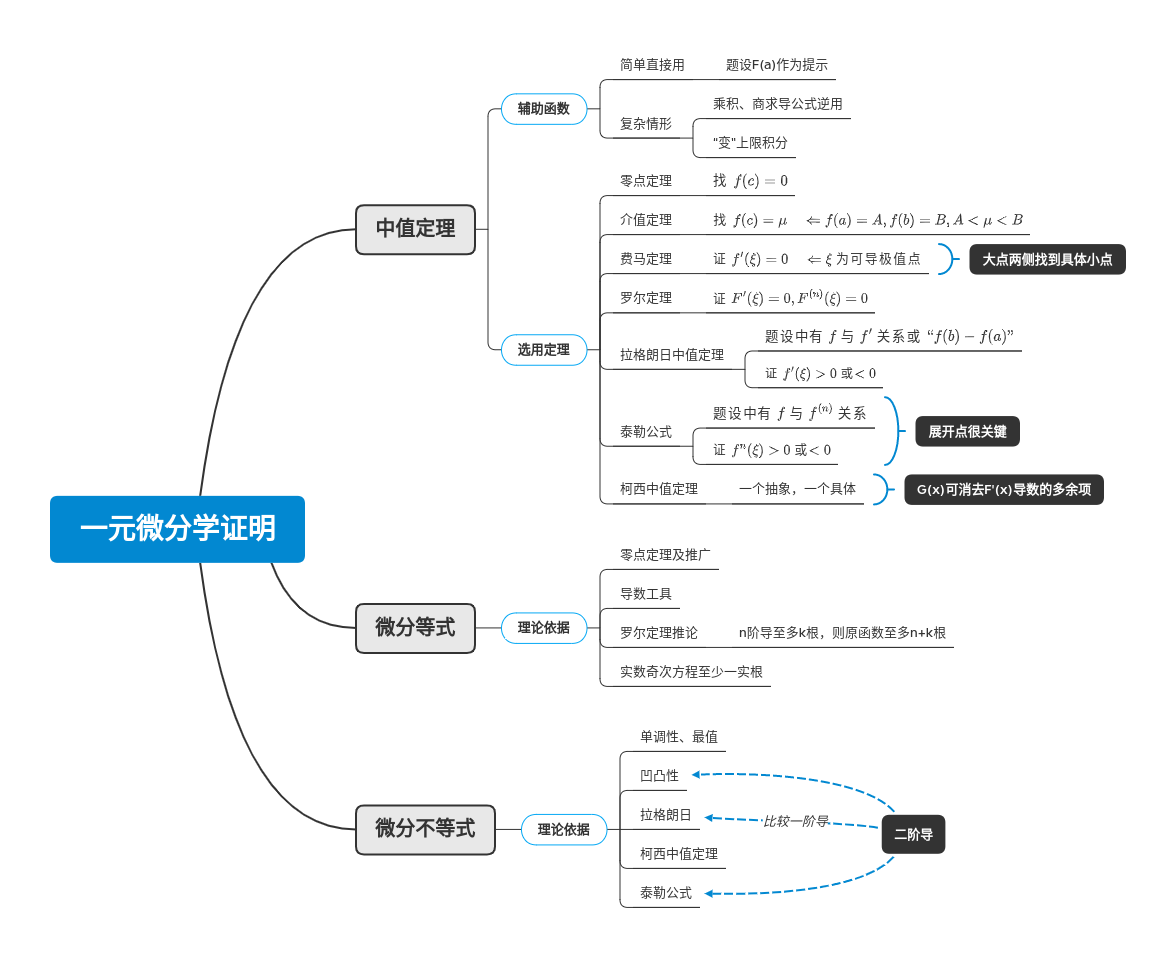 一元微分学证明
中值定理
辅助函数
简单直接用
题设F(a)作为提示
复杂情形
乘积、商求导公式逆用
"变"上限积分
选用定理
零点定理
找 f(c) = 0
介值定理
找 f(c) = μ ⇐ f(a) = A, f(b) = B, A < μ < B
费马定理
证 f′(ξ) = 0 ⇐ ξ 为可导极值点
大点两侧找到具体小点
罗尔定理
证 F′(ξ) = 0, F⁽ⁿ⁾(ξ) = 0
拉格朗日中值定理
题设中有 f 与 f′ 关系或 “f(b) − f(a)”
证 f′(ξ) > 0 或< 0
泰勒公式
题设中有 f 与 f⁽ⁿ⁾ 关系
证 fⁿ(ξ) > 0 或< 0
展开点很关键
柯西中值定理
一个抽象，一个具体
G(x)可消去F'(x)导数的多余项
微分等式
理论依据
零点定理及推广
导数工具
罗尔定理推论
n阶导至多k根，则原函数至多n+k根
实数奇次方程至少一实根
微分不等式
理论依据
单调性、最值
凹凸性
拉格朗日
比较一阶导
二阶导
柯西中值定理
泰勒公式